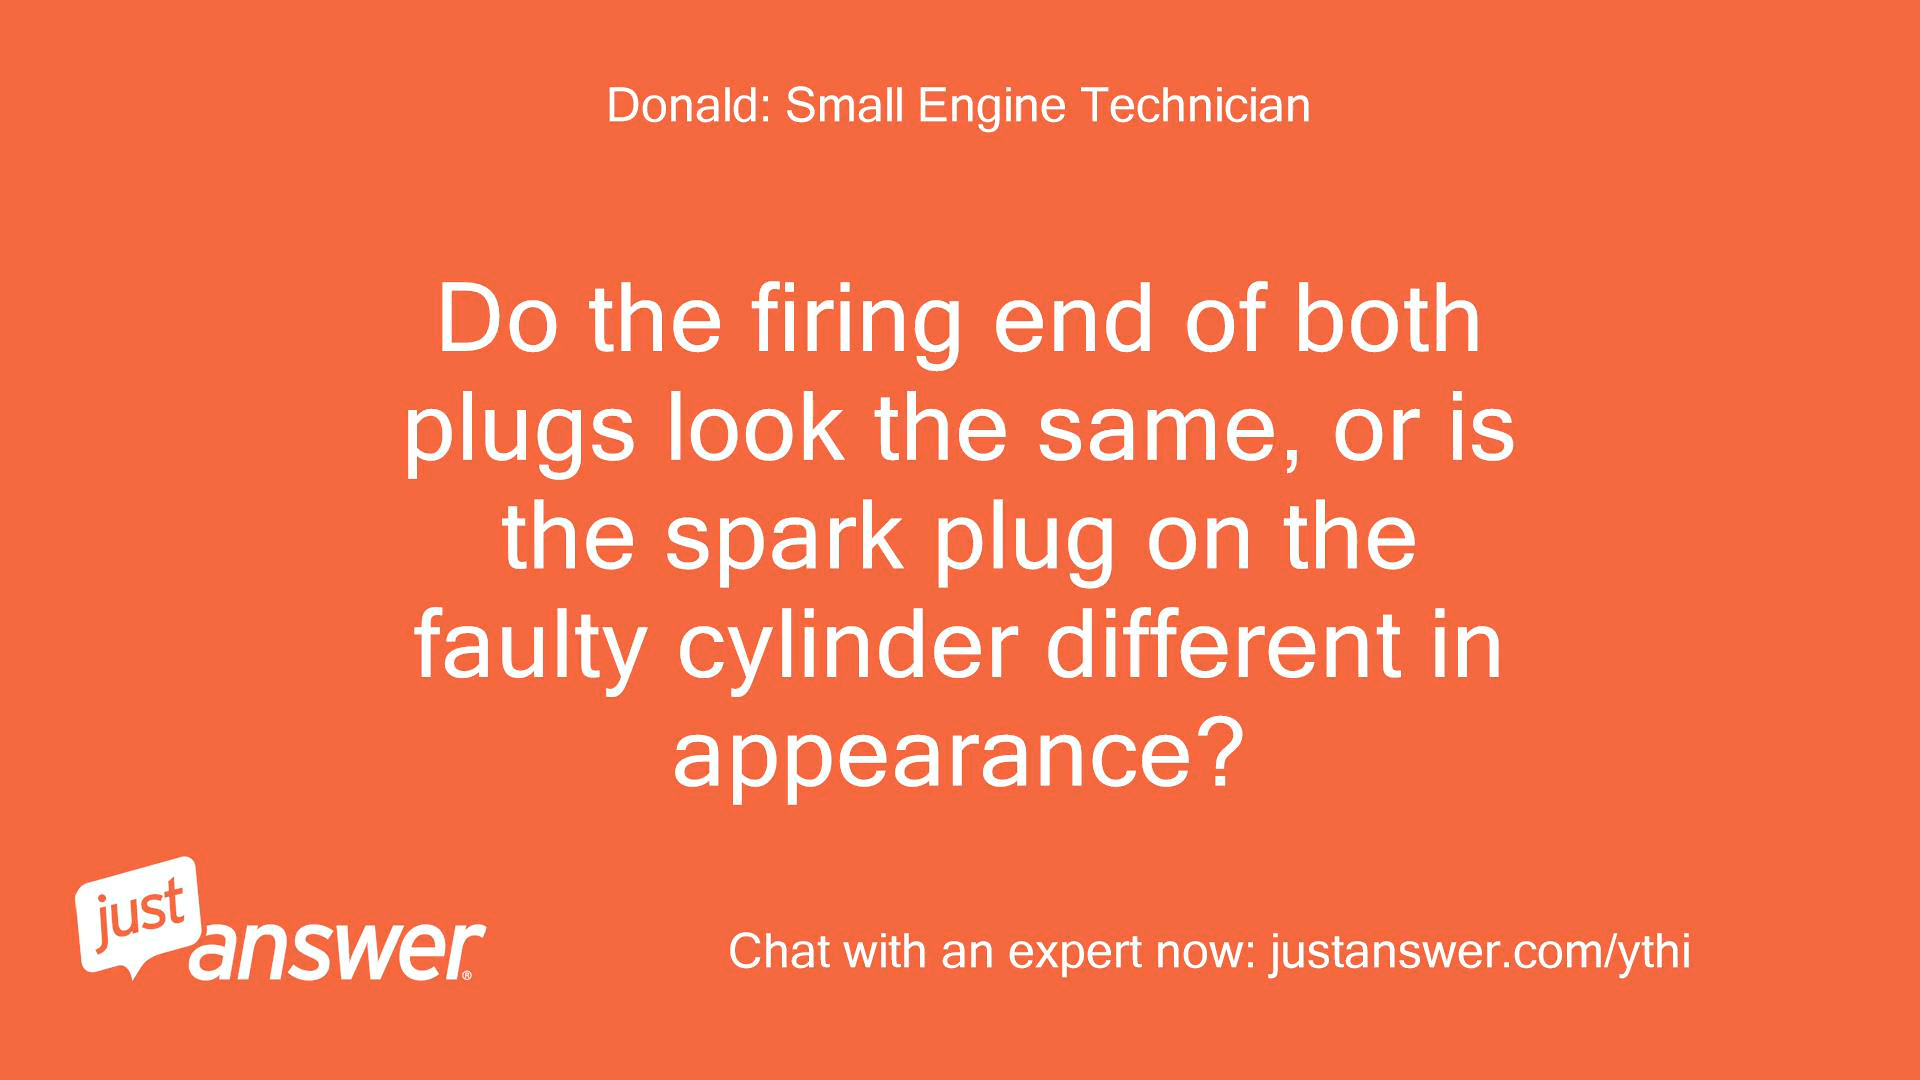 Donald: Small Engine Technician
Do the firing end of both
plugs look the same, or is
the spark plug on the
faulty cylinder different in
appearance?
just
answer®
Chat with an expert now: justanswer.com/ythi